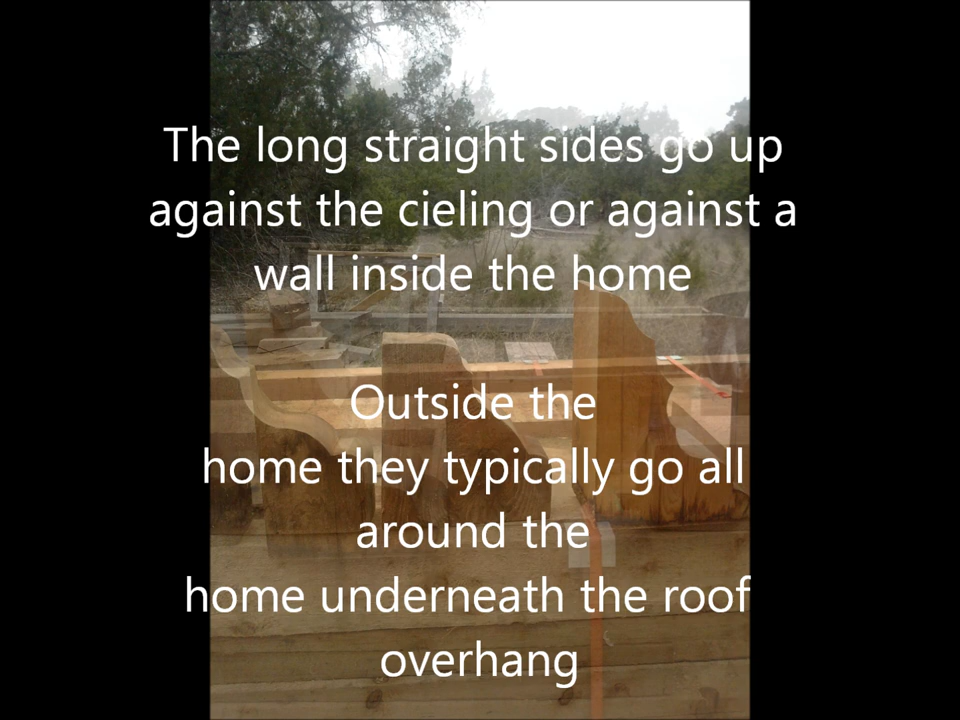 The long straight sides go up
against the cieling or against a
wall inside the home
Outside the
home they typically go all
around the
home underneath the roof
overhang